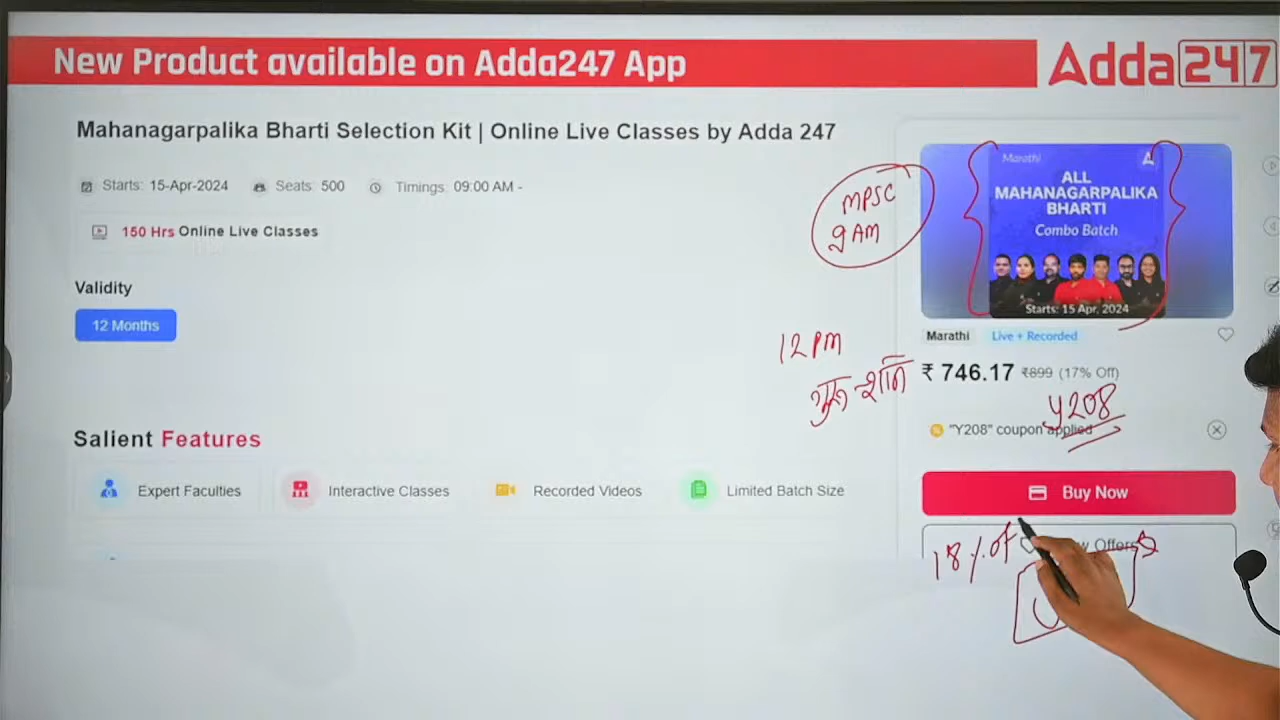 New Product available on Adda247 App
Adda247
Mahanagarpalika Bharti Selection Kit | Online Live Classes by Adda 247
Starts: 15-Apr-2024 Seats: 500 Timings: 09:00 AM -
150 Hrs Online Live Classes
Validity
12 Months
Salient Features
Expert Faculties Interactive Classes Recorded Videos Limited Batch Size
MPSC
9 AM
12 PM
Marathi
ALL
MAHANAGARPALIKA
BHARTI
Combo Batch
Starts: 15 Apr, 2024
Marathi Live + Recorded
₹ 746.17 ₹899 (17% Off)
Y208
"Y208" coupon applied
Buy Now
Offers
18% of